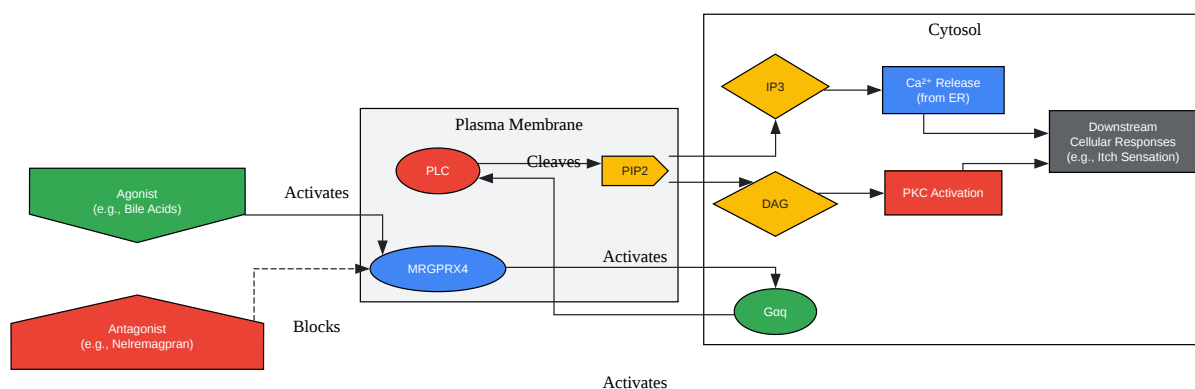 Cytosol
IP3
Ca²⁺ Release
(from ER)
Plasma Membrane
Downstream
Cellular Responses
(e.g., Itch Sensation)
PLC
Cleaves
PIP2
Agonist
(e.g., Bile Acids)
Activates
DAG
PKC Activation
MRGPRX4
Activates
Gαq
Antagonist
(e.g., Nelremagpran)
Blocks
Activates